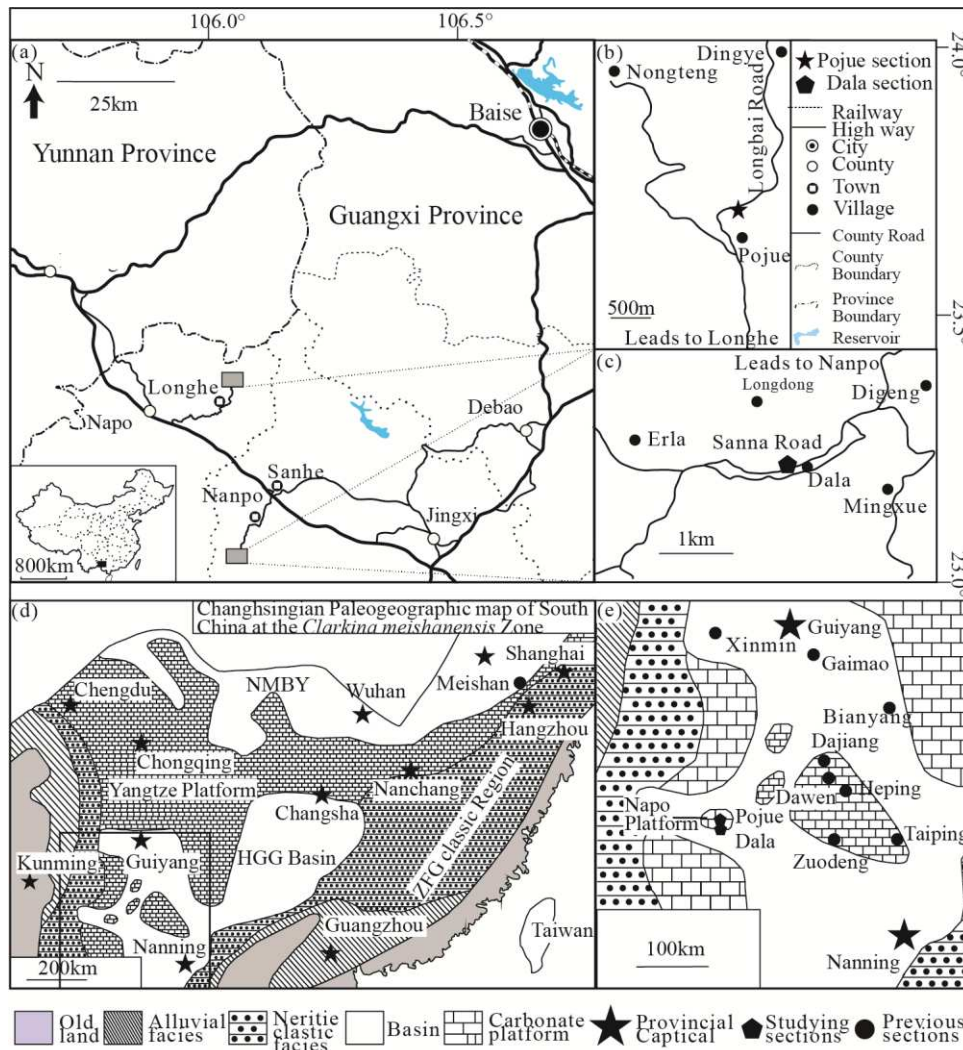 106.0°
106.5°
(a)
N
25km
Yunnan Province
Baise
Guangxi Province
Longhe
Napo
Debao
Sanhe
Nanpo
Jingxi
800km
(b)
Dingye
Nongteng
Longbai Road
Pojue
500m
Leads to Longhe
Pojue section
Dala section
Railway
High way
City
County
Town
Village
County Road
County
Boundary
Province
Boundary
Reservoir
24.0°
23.5°
23.0°
(c)
Leads to Nanpo
Longdong
Digeng
Erla
Sanna Road
Dala
Mingxue
1km
(d)
Changhsingian Paleogeographic map of South
China at the Clarking meishanensis Zone
Shanghai
Meishan
Chengdu
NMBY
Wuhan
Hangzhou
Chongqing
Yangtze Platform
Nanchang
Changsha
ZFG classic Region
Kunming
Guiyang
HGG Basin
Guangzhou
Nanning
Taiwan
200km
(e)
Guiyang
Xinmin
Gaimao
Bianyang
Dajiang
Heping
Dawen
Napo
Platform
Pojue
Dala
Taiping
Zuodeng
100km
Nanning
Old
land
Alluvial
facies
Neritie
clastic
facies
Basin
Carbonate
platform
Provincial
Captical
Studying
sections
Previous
sections